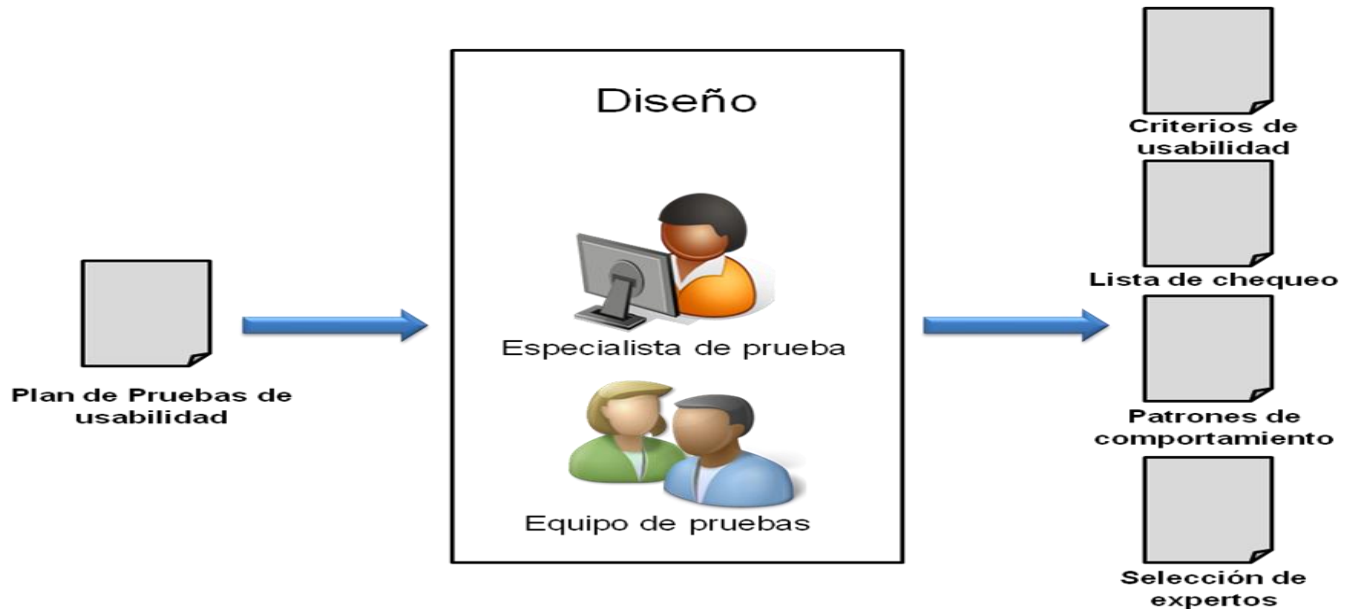 Plan de Pruebas de
usabilidad
Diseño
Especialista de prueba
Equipo de pruebas
Criterios de
usabilidad
Lista de chequeo
Patrones de
comportamiento
Selección de
expertos